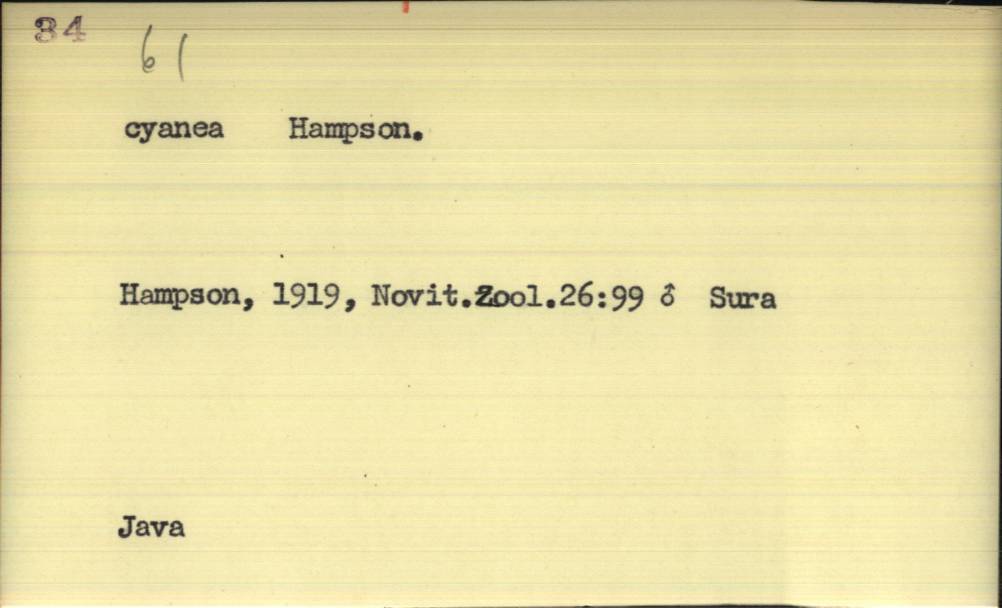 34
61
cyanea Hampson.
Hampson, 1919, Novit.Zool.26:99 ♂ Sura
Java